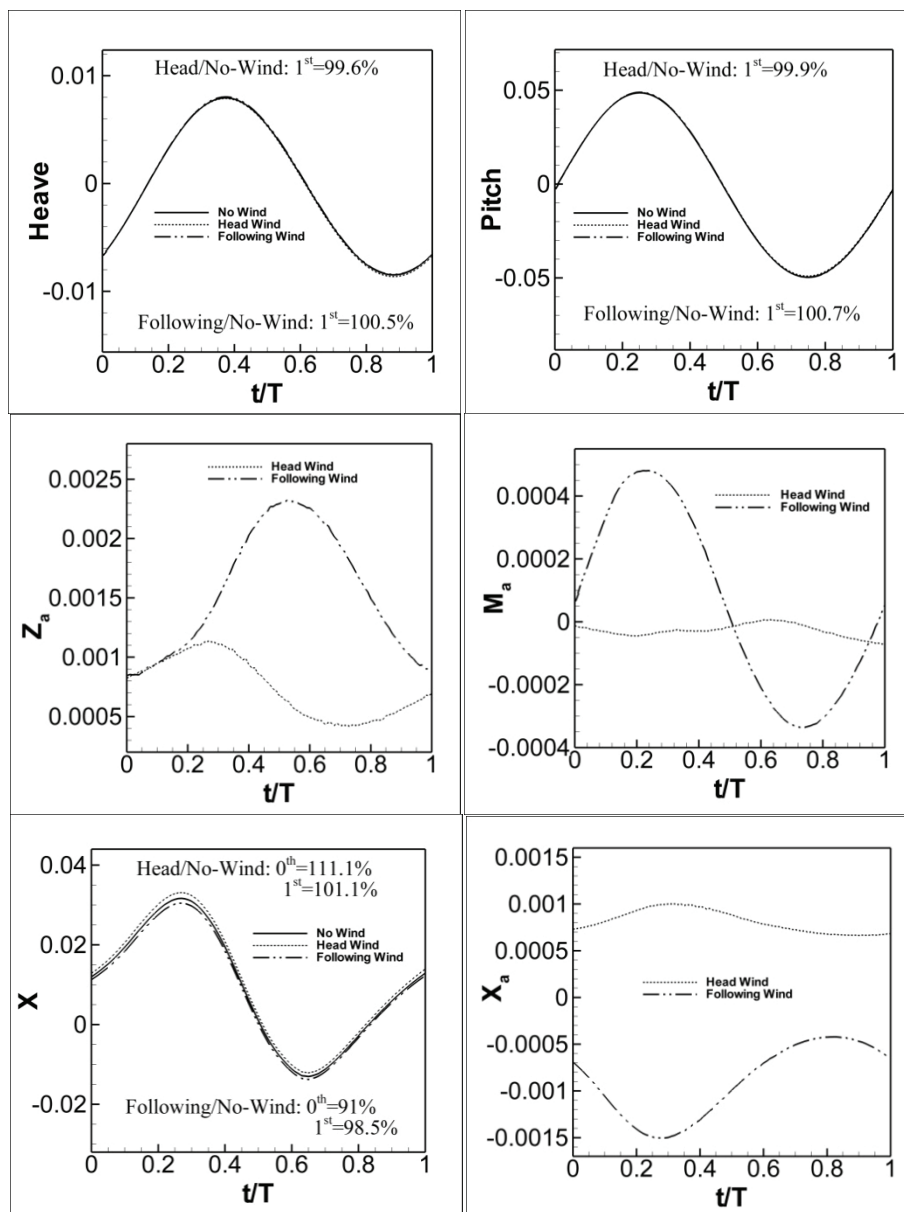 Heave
0.01
0
-0.01
Head/No-Wind: 1st=99.6%
No Wind
Head Wind
Following Wind
Following/No-Wind: 1st=100.5%
0 0.2 0.4 0.6 0.8 1
t/T
Pitch
0.05
0
-0.05
Head/No-Wind: 1st=99.9%
No Wind
Head Wind
Following Wind
Following/No-Wind: 1st=100.7%
0 0.2 0.4 0.6 0.8 1
t/T
Za
0.0025
0.002
0.0015
0.001
0.0005
Head Wind
Following Wind
0 0.2 0.4 0.6 0.8 1
t/T
Ma
0.0004
0.0002
0
-0.0002
-0.0004
Head Wind
Following Wind
0 0.2 0.4 0.6 0.8 1
t/T
X
0.04
0.02
0
-0.02
Head/No-Wind: 0th=111.1%
1st=101.1%
No Wind
Head Wind
Following Wind
Following/No-Wind: 0th=91%
1st=98.5%
0 0.2 0.4 0.6 0.8 1
t/T
Xa
0.0015
0.001
0.0005
0
-0.0005
-0.001
-0.0015
Head Wind
Following Wind
0 0.2 0.4 0.6 0.8 1
t/T